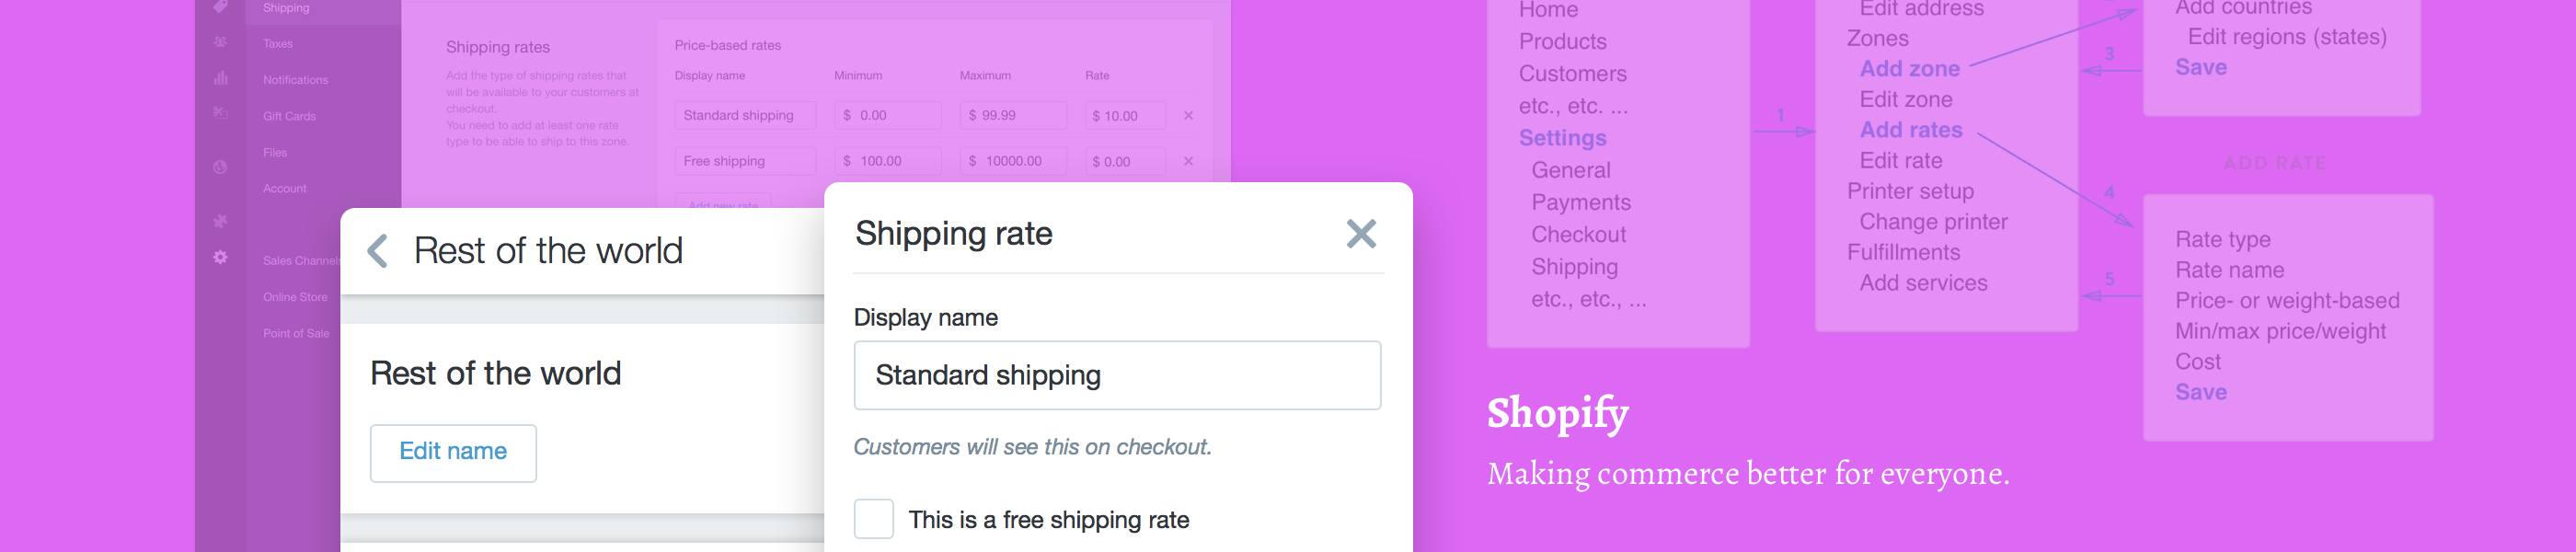 Shipping
Taxes
Notifications
Gift Cards
Files
Account
Sales Channels
Online Store
Point of Sale
Shipping rates
Add the type of shipping rates that
will be available to your customers at
checkout.
You need to add at least one rate
type to be able to ship to this zone.
Price-based rates
Display name Minimum Maximum Rate
Standard shipping $ 0.00 $ 99.99 $ 10.00
Free shipping $ 100.00 $ 10000.00 $ 0.00
Add new rate
Rest of the world
Rest of the world
Edit name
Shipping rate
Display name
Standard shipping
Customers will see this on checkout.
This is a free shipping rate
Home
Products
Customers
etc., etc. ...
Settings
General
Payments
Checkout
Shipping
etc., etc., ...
1
Edit address
Zones
Add zone
Edit zone
Add rates
Edit rate
Printer setup
Change printer
Fulfillments
Add services
3
4
5
Add countries
Edit regions (states)
Save
ADD RATE
Rate type
Rate name
Price- or weight-based
Min/max price/weight
Cost
Save
Shopify
Making commerce better for everyone.